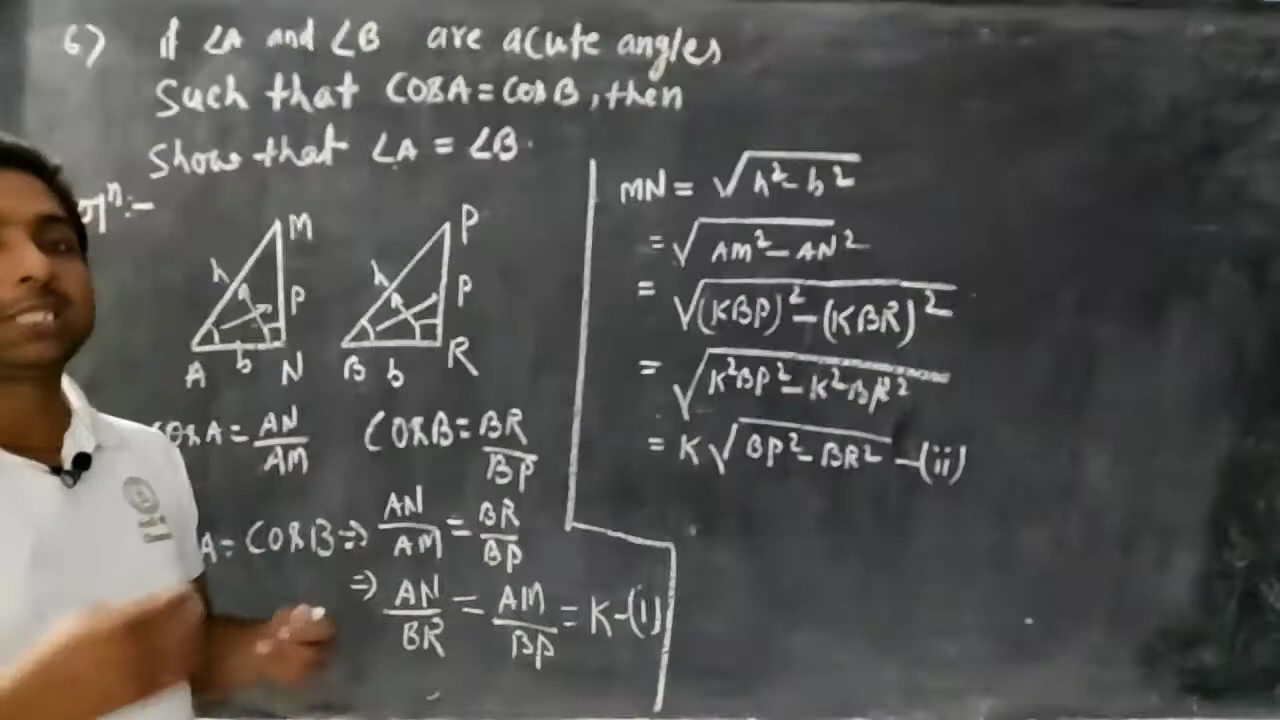 6) if ∠A and ∠B are acute angles
Such that COSA = COSB, then
Show that ∠A = ∠B.
M
h
P
A b N
P
h
P
B b R
COSA = AN/AM
COSB = BR/BP
A = COSB => AN/AM = BR/BP
=> AN/BR = AM/BP = K -(i)
MN = √h² - b²
= √AM² - AN²
= √(KBP)² - (KBR)²
= √K²BP² - K²BR²
= K√BP² - BR² -(ii)